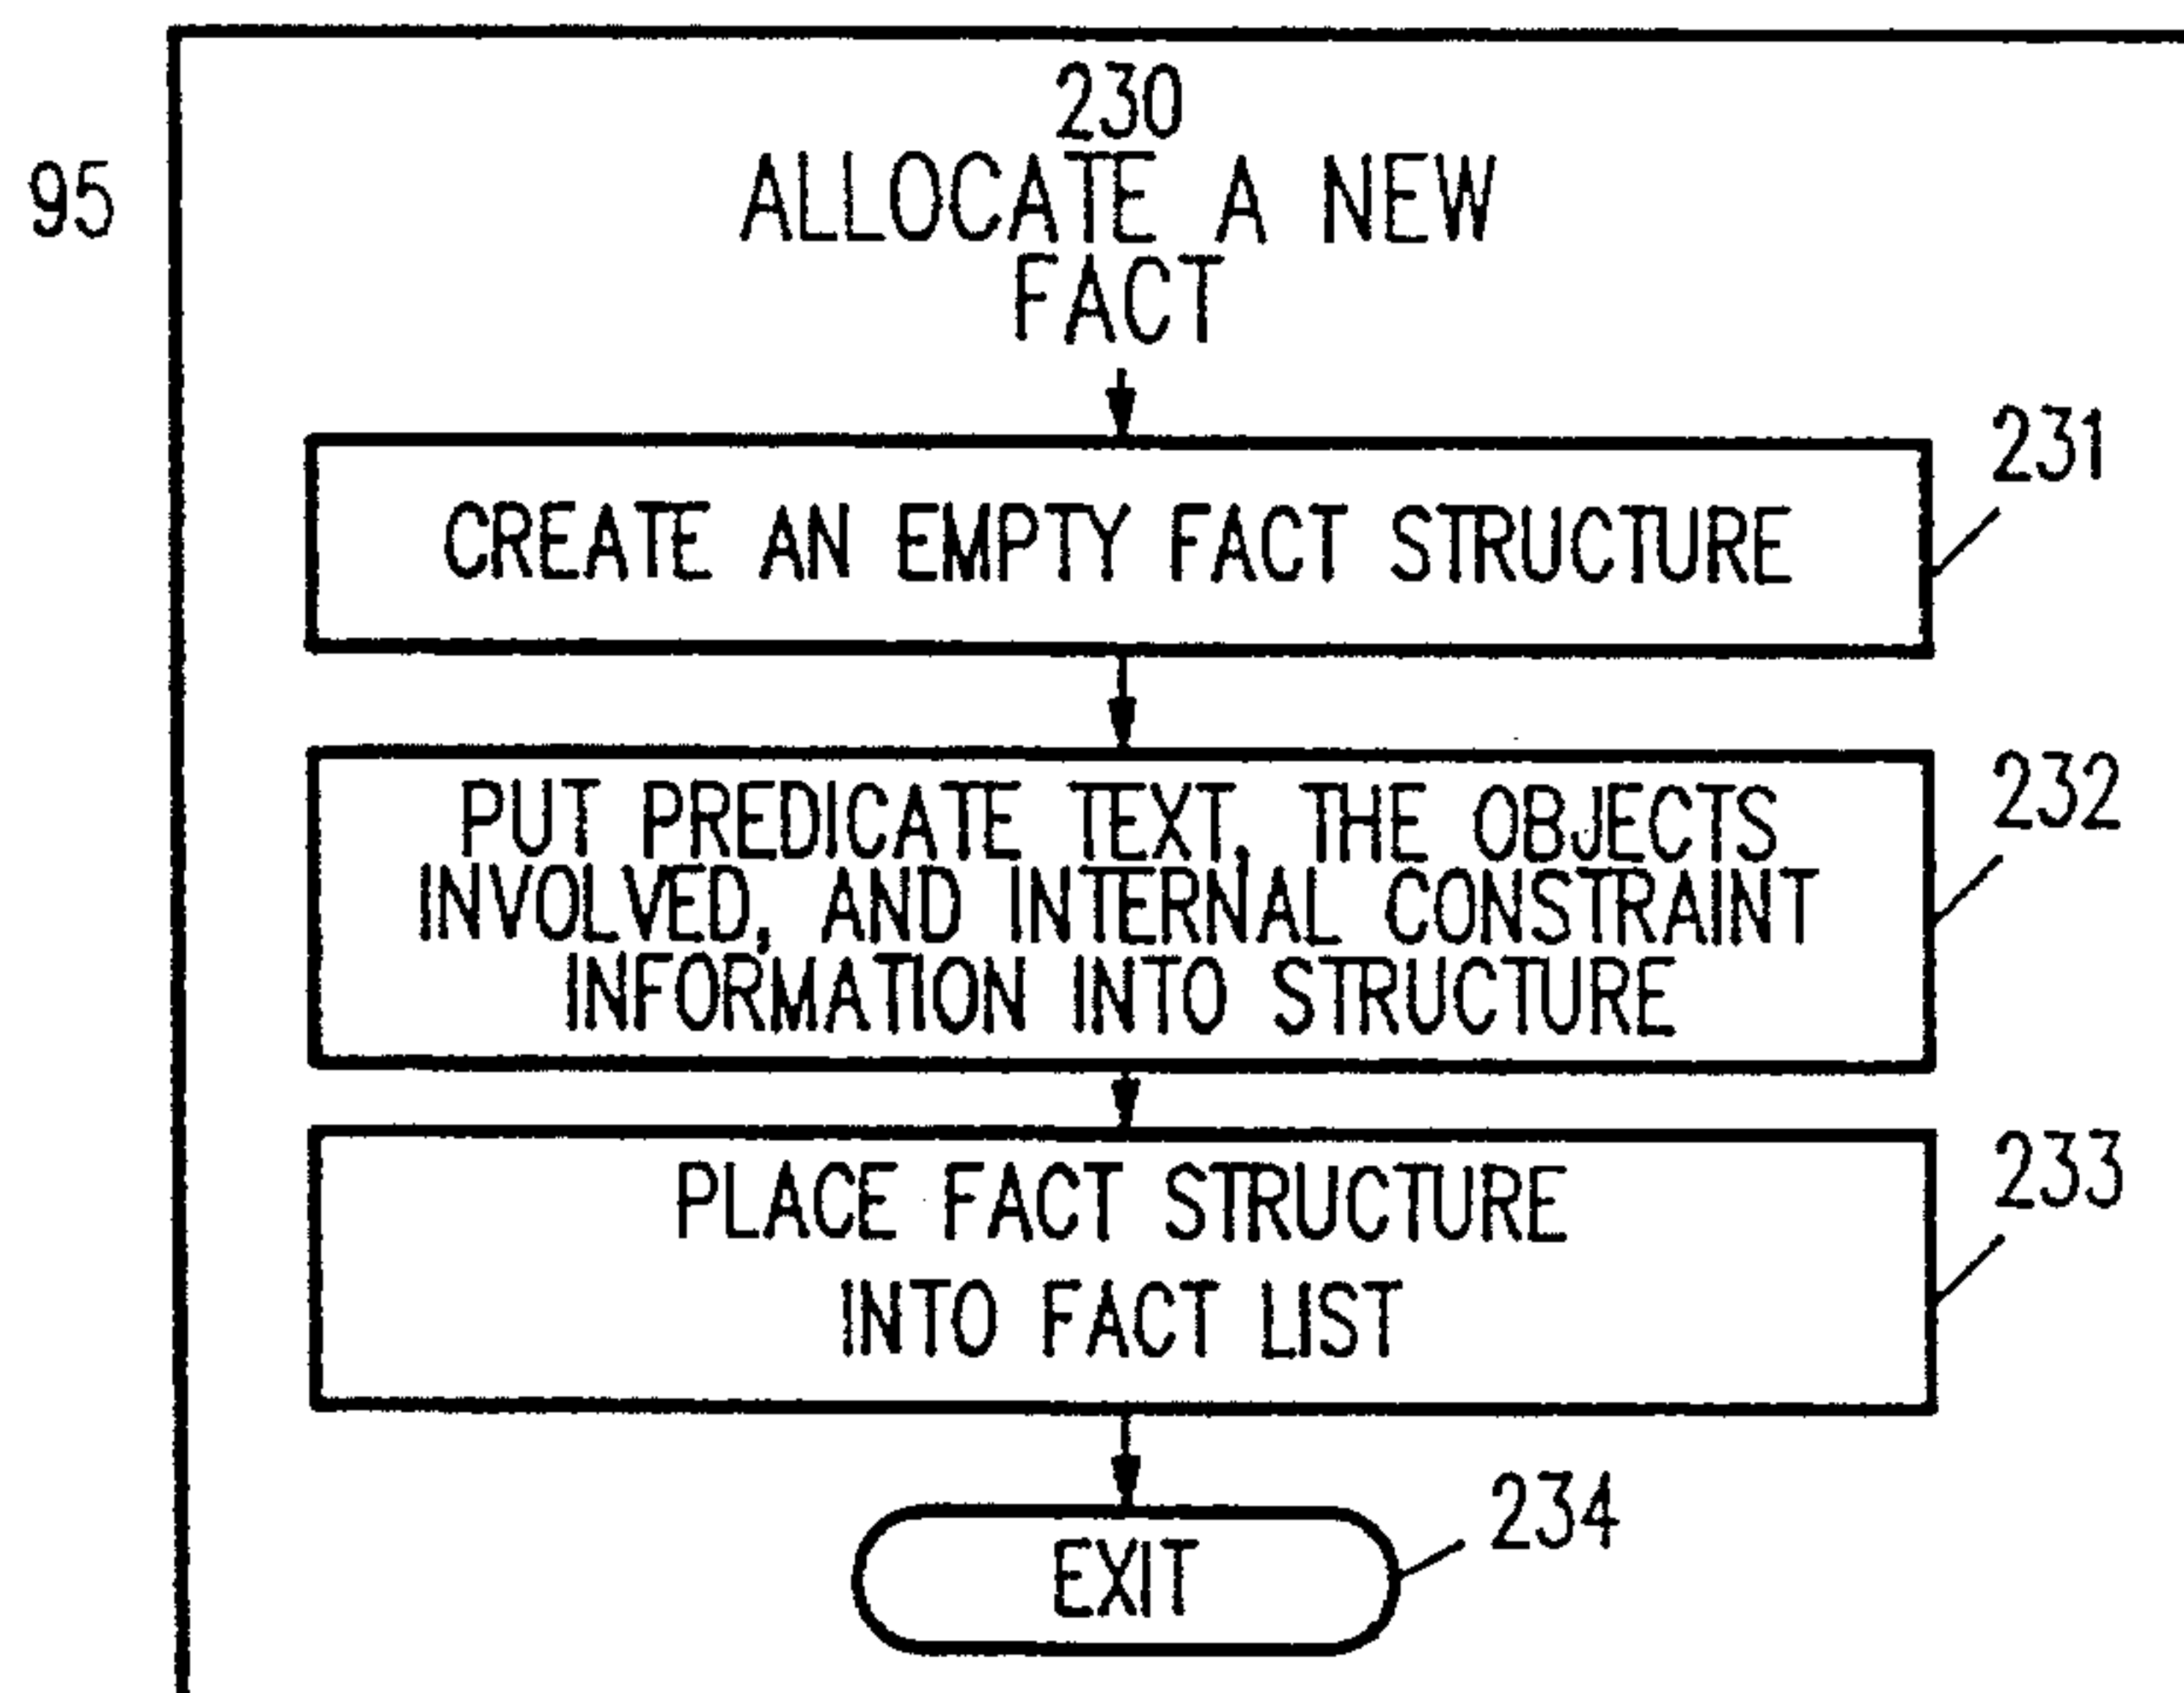 230
95
ALLOCATE A NEW
FACT
231
CREATE AN EMPTY FACT STRUCTURE
232
PUT PREDICATE TEXT, THE OBJECTS
INVOLVED, AND INTERNAL CONSTRAINT
INFORMATION INTO STRUCTURE
233
PLACE FACT STRUCTURE
INTO FACT LIST
234
EXIT